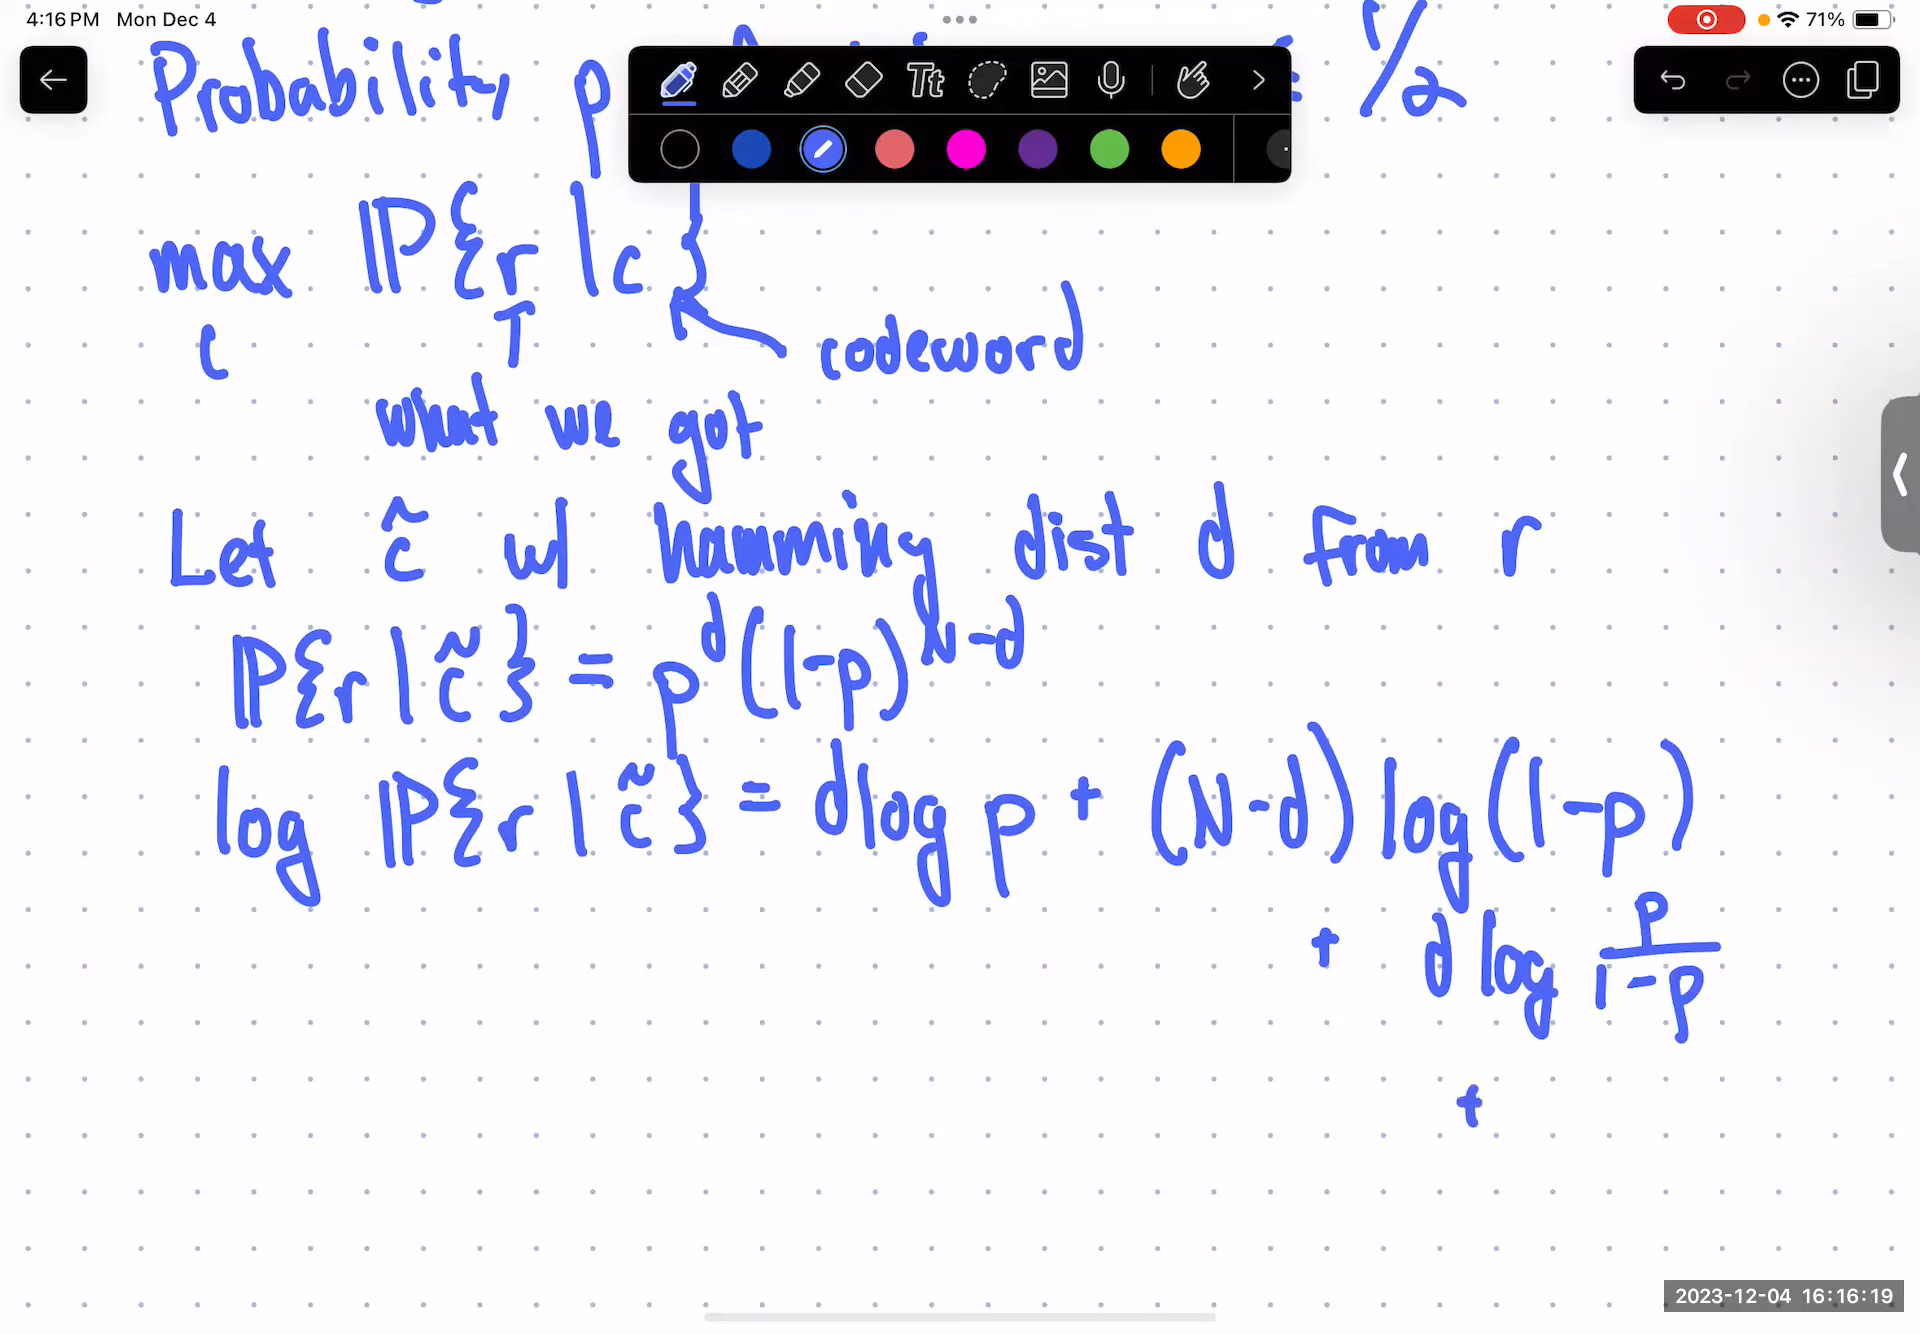 4:16 PM Mon Dec 4
71%
Probability p 1/2
Tt
max ℙ{r | c}
c
codeword
what we got
Let c̃ w/ hamming dist d from r
ℙ{r | c̃} = p^d (1-p)^{N-d}
log ℙ{r | c̃} = d log p + (N-d) log (1-p)
+ d log p/(1-p)
+
2023-12-04 16:16:19